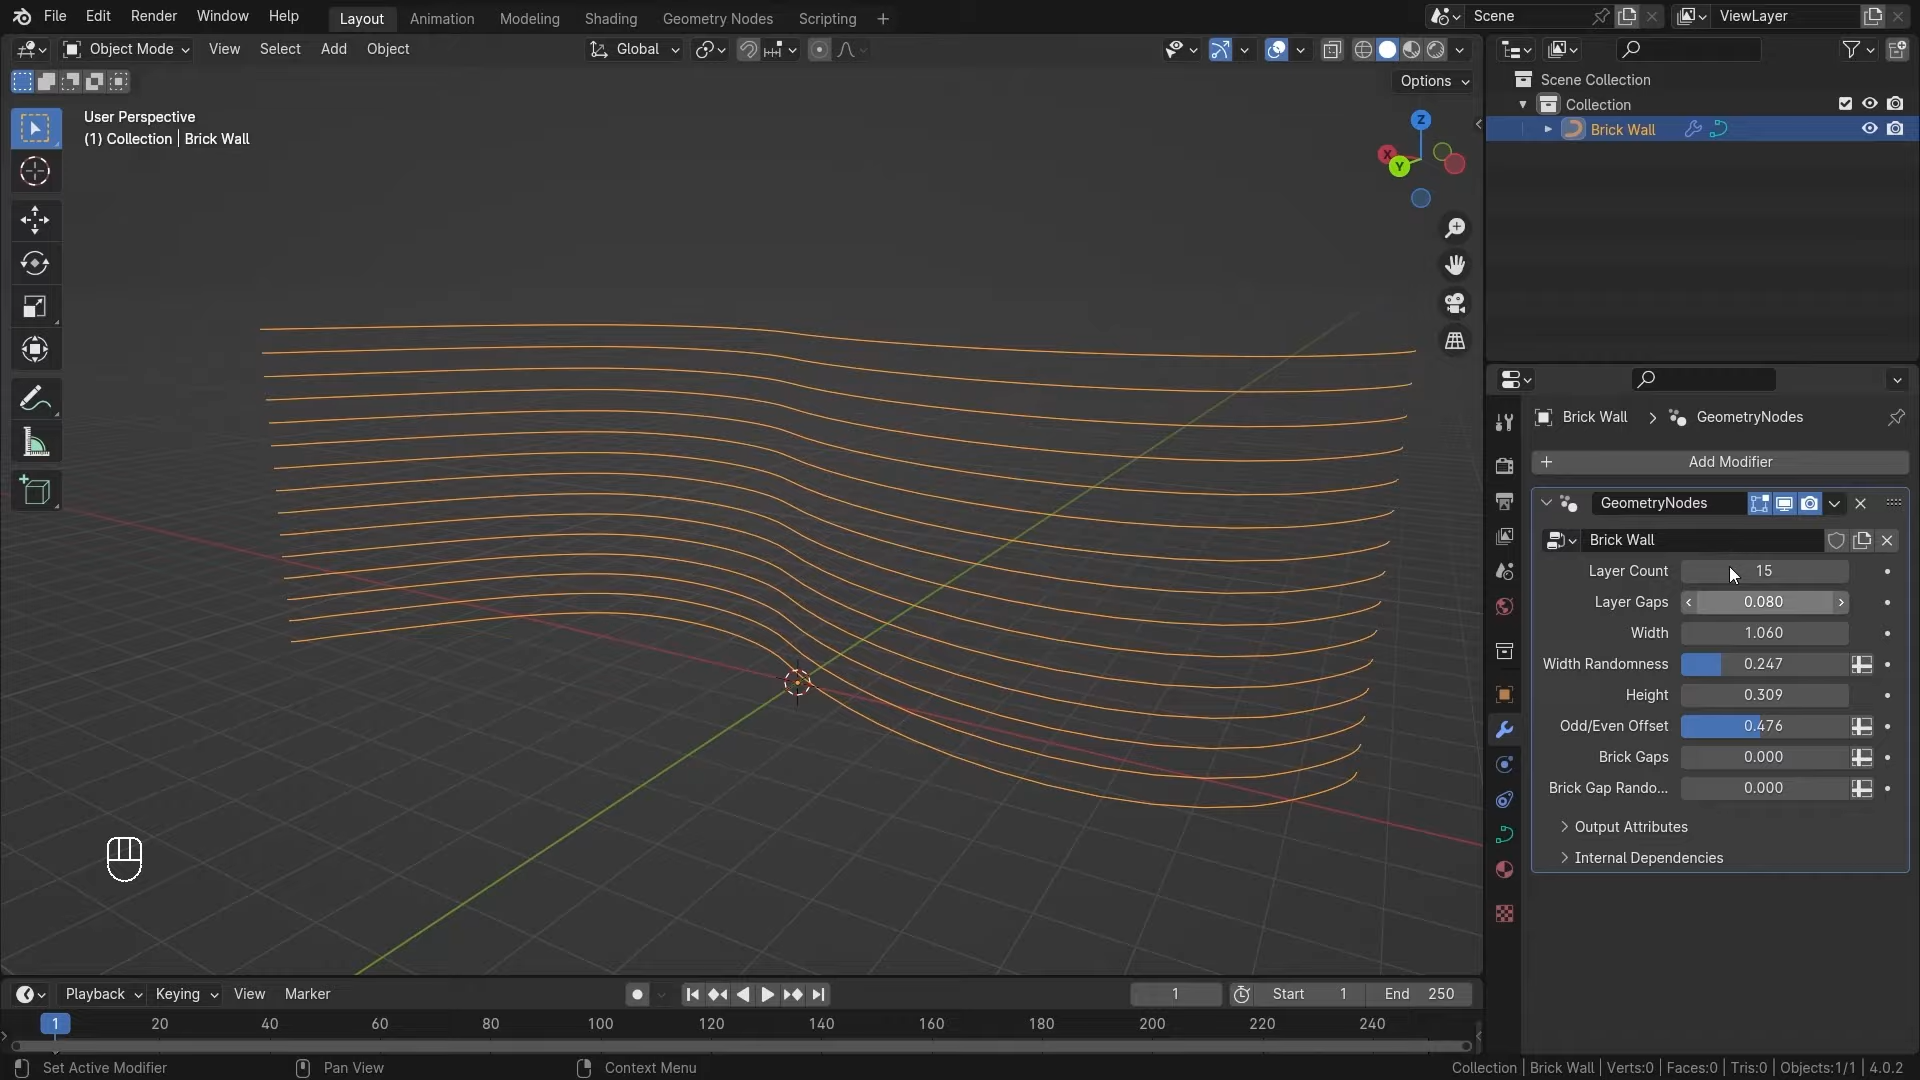 File Edit Render Window Help Layout Animation Modeling Shading Geometry Nodes Scripting + Scene ViewLayer
Object Mode View Select Add Object Global
Options
User Perspective
(1) Collection | Brick Wall
Z
X
Y
Scene Collection
Collection
Brick Wall
Brick Wall > GeometryNodes
+ Add Modifier
GeometryNodes
Brick Wall
Layer Count 15
Layer Gaps < 0.080 >
Width 1.060
Width Randomness 0.247
Height 0.309
Odd/Even Offset 0.476
Brick Gaps 0.000
Brick Gap Rando... 0.000
Output Attributes
Internal Dependencies
Playback Keying View Marker 1 Start 1 End 250
1 20 40 60 80 100 120 140 160 180 200 220 240
Set Active Modifier Pan View Context Menu Collection | Brick Wall | Verts:0 | Faces:0 | Tris:0 | Objects:1/1 | 4.0.2